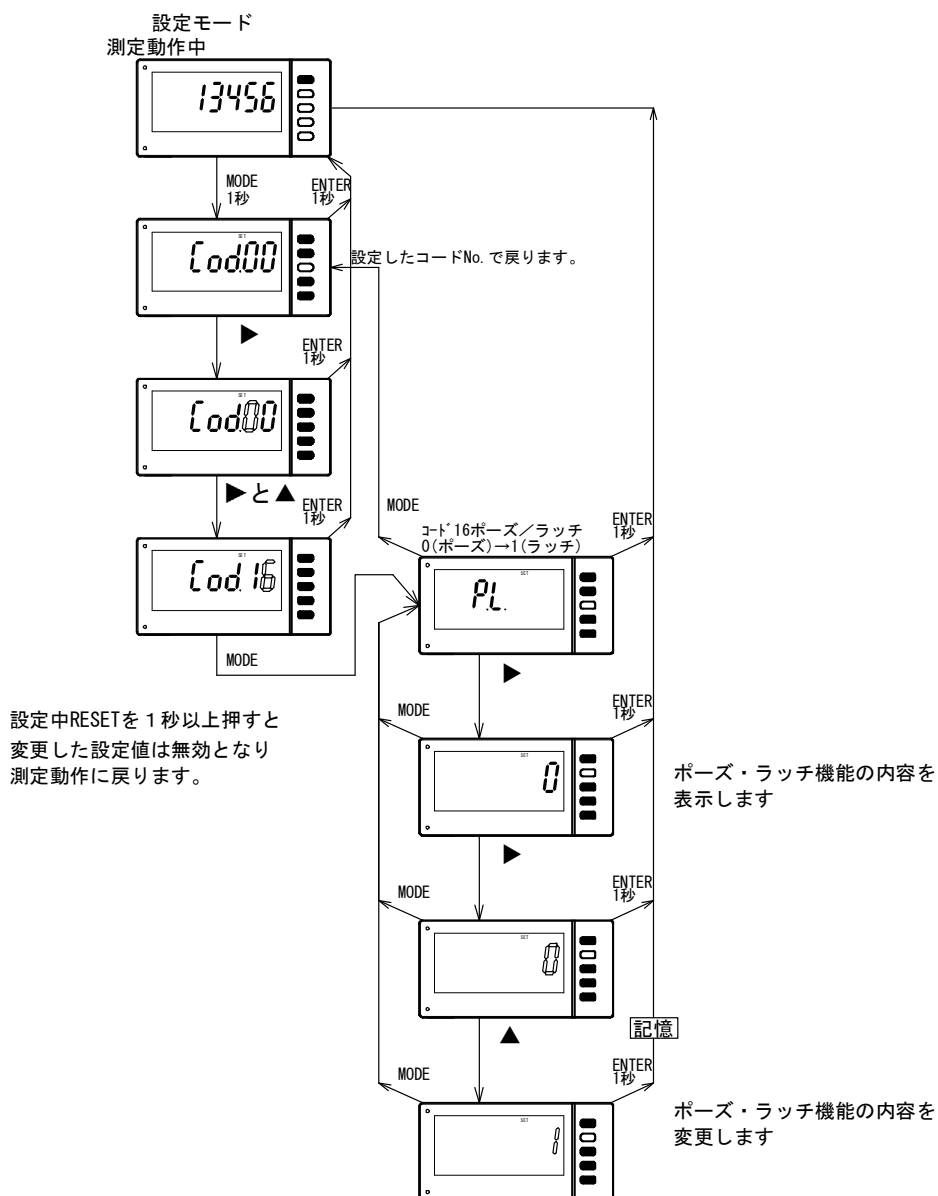 設定モード
測定動作中
13456
MODE
1秒
ENTER
1秒
SET
Cod.00
設定したコードNo.で戻ります。
▶
ENTER
1秒
SET
Cod.00
▶と▲
ENTER
1秒
SET
Cod.16
MODE
MODE
コード16ポーズ／ラッチ
0(ポーズ)→1(ラッチ)
ENTER
1秒
SET
P.L.
▶
設定中RESETを１秒以上押すと
変更した設定値は無効となり
測定動作に戻ります。
MODE
ENTER
1秒
SET
0
ポーズ・ラッチ機能の内容を
表示します
▶
MODE
ENTER
1秒
SET
0
▲
記憶
MODE
ENTER
1秒
SET
1
ポーズ・ラッチ機能の内容を
変更します